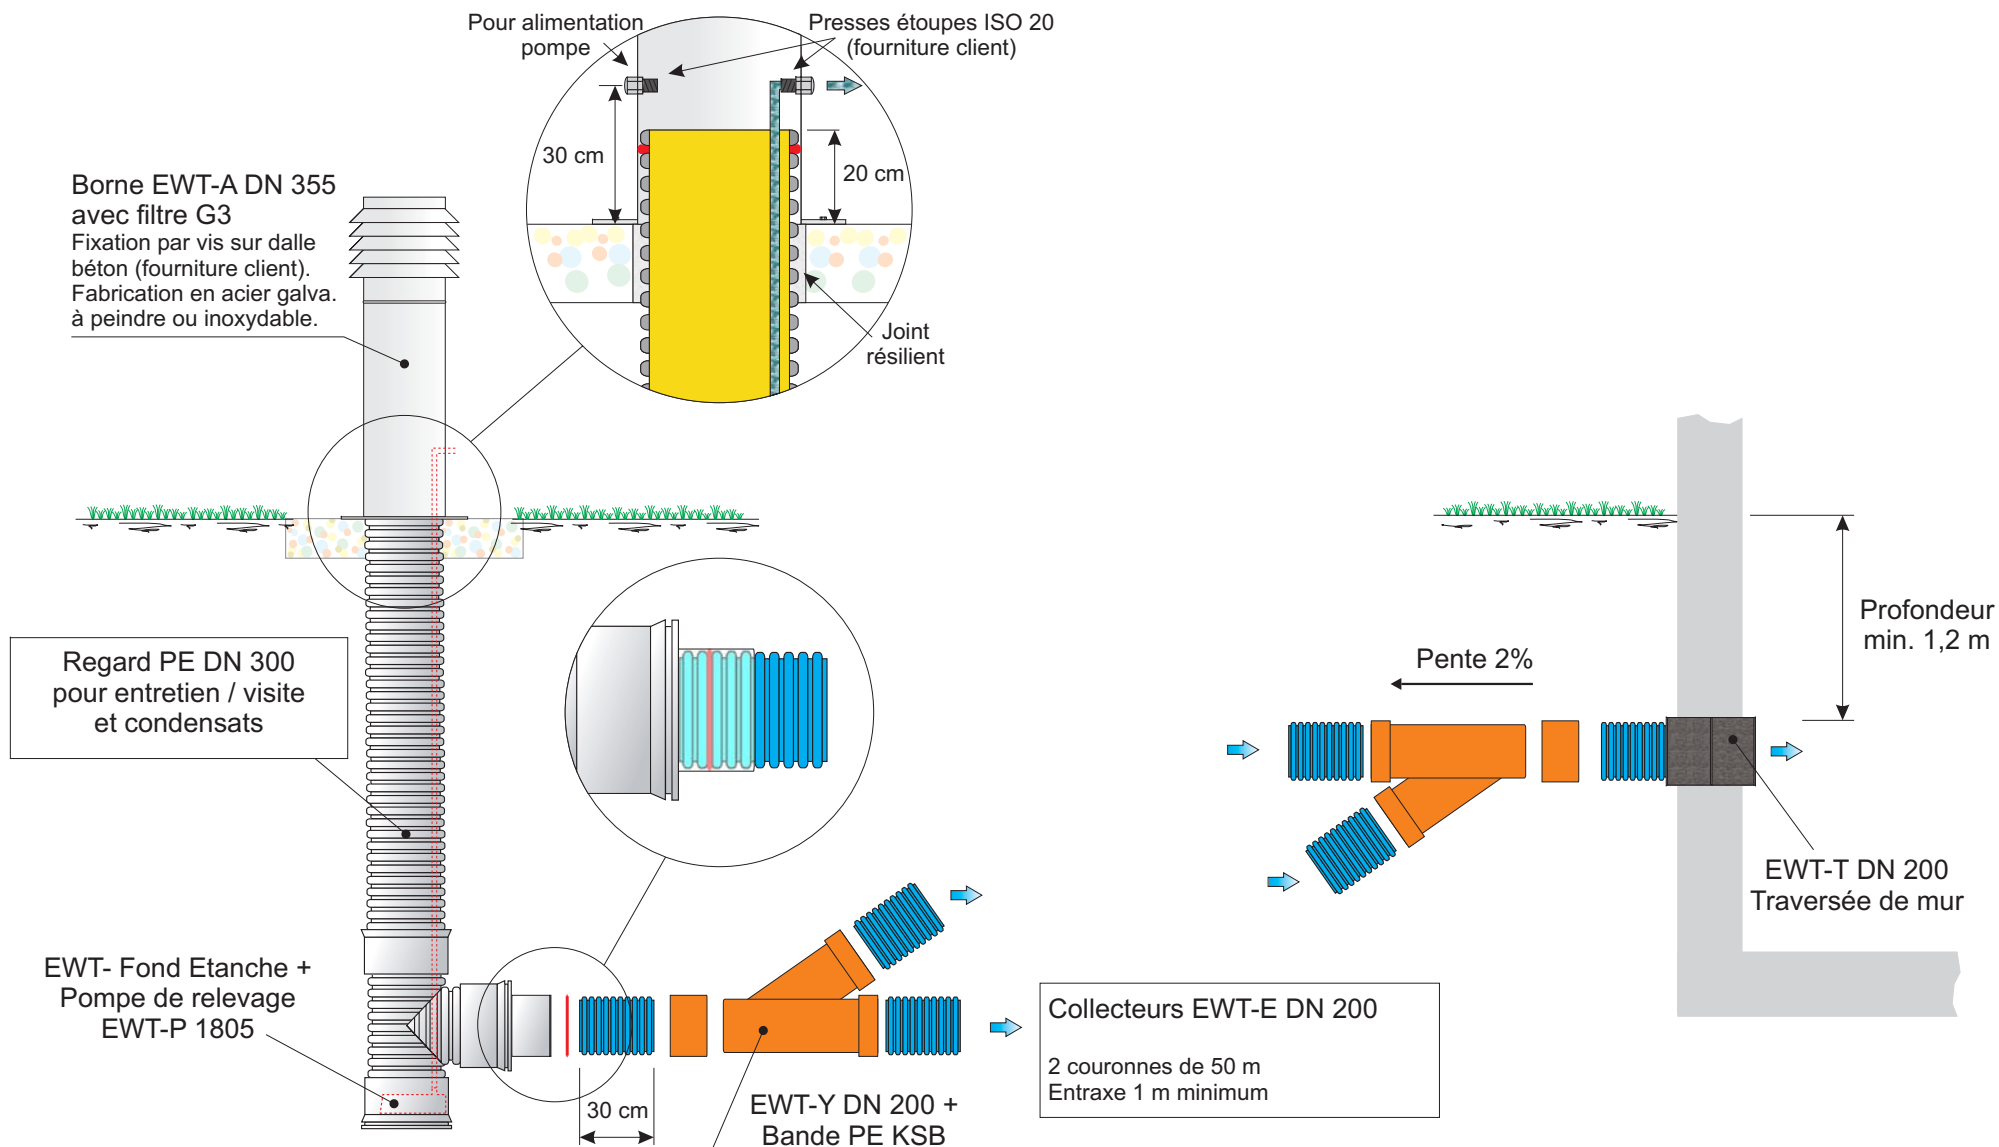 Pour alimentation
pompe
Presses étoupes ISO 20
(fourniture client)
30 cm
20 cm
Joint
résilient
Borne EWT-A DN 355
avec filtre G3
Fixation par vis sur dalle
béton (fourniture client).
Fabrication en acier galva.
à peindre ou inoxydable.
Regard PE DN 300
pour entretien / visite
et condensats
Profondeur
min. 1,2 m
Pente 2%
EWT-T DN 200
Traversée de mur
EWT- Fond Etanche +
Pompe de relevage
EWT-P 1805
30 cm
EWT-Y DN 200 +
Bande PE KSB
Collecteurs EWT-E DN 200
2 couronnes de 50 m
Entraxe 1 m minimum